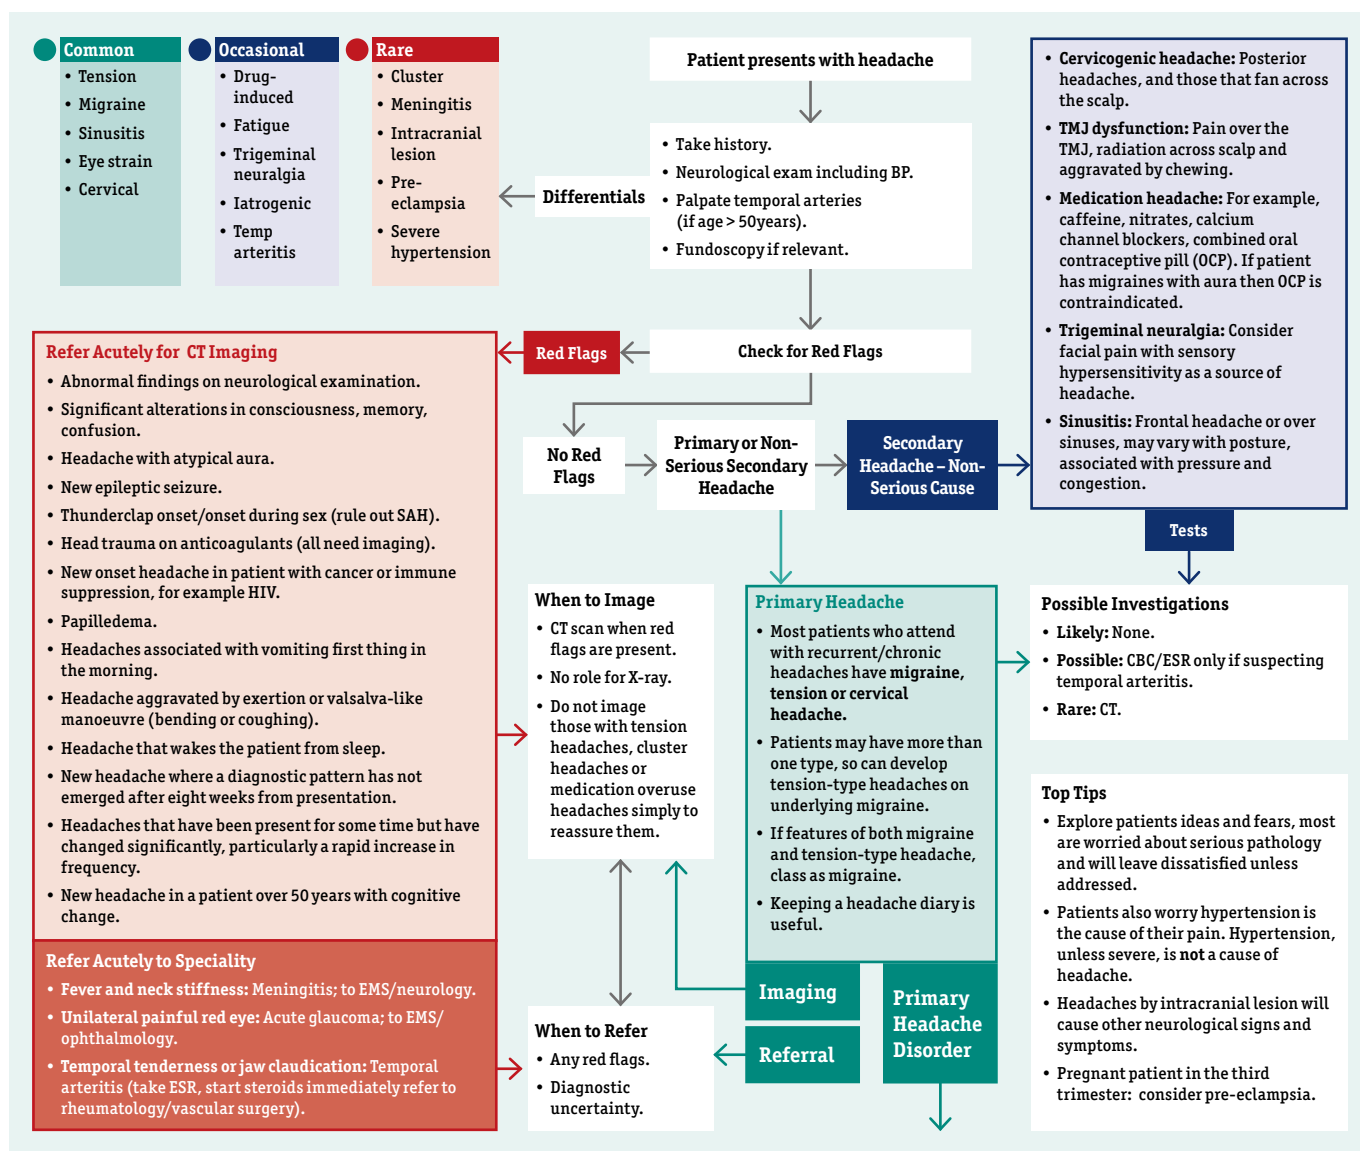 Common
• Tension
• Migraine
• Sinusitis
• Eye strain
• Cervical
Occasional
• Drug-
induced
• Fatigue
• Trigeminal
neuralgia
• Iatrogenic
• Temp
arteritis
Rare
• Cluster
• Meningitis
• Intracranial
lesion
• Pre-
eclampsia
• Severe
hypertension
Differentials
Patient presents with headache
• Take history.
• Neurological exam including BP.
• Palpate temporal arteries
(if age > 50years).
• Fundoscopy if relevant.
Check for Red Flags
Red Flags
No Red
Flags
Primary or Non-
Serious Secondary
Headache
Secondary
Headache – Non-
Serious Cause
• Cervicogenic headache: Posterior
headaches, and those that fan across
the scalp.
• TMJ dysfunction: Pain over the
TMJ, radiation across scalp and
aggravated by chewing.
• Medication headache: For example,
caffeine, nitrates, calcium
channel blockers, combined oral
contraceptive pill (OCP). If patient
has migraines with aura then OCP is
contraindicated.
• Trigeminal neuralgia: Consider
facial pain with sensory
hypersensitivity as a source of
headache.
• Sinusitis: Frontal headache or over
sinuses, may vary with posture,
associated with pressure and
congestion.
Tests
Possible Investigations
• Likely: None.
• Possible: CBC/ESR only if suspecting
temporal arteritis.
• Rare: CT.
Refer Acutely for CT Imaging
• Abnormal findings on neurological examination.
• Significant alterations in consciousness, memory,
confusion.
• Headache with atypical aura.
• New epileptic seizure.
• Thunderclap onset/onset during sex (rule out SAH).
• Head trauma on anticoagulants (all need imaging).
• New onset headache in patient with cancer or immune
suppression, for example HIV.
• Papilledema.
• Headaches associated with vomiting first thing in
the morning.
• Headache aggravated by exertion or valsalva-like
manoeuvre (bending or coughing).
• Headache that wakes the patient from sleep.
• New headache where a diagnostic pattern has not
emerged after eight weeks from presentation.
• Headaches that have been present for some time but have
changed significantly, particularly a rapid increase in
frequency.
• New headache in a patient over 50 years with cognitive
change.
Refer Acutely to Speciality
• Fever and neck stiffness: Meningitis; to EMS/neurology.
• Unilateral painful red eye: Acute glaucoma; to EMS/
ophthalmology.
• Temporal tenderness or jaw claudication: Temporal
arteritis (take ESR, start steroids immediately refer to
rheumatology/vascular surgery).
When to Image
• CT scan when red
flags are present.
• No role for X-ray.
• Do not image
those with tension
headaches, cluster
headaches or
medication overuse
headaches simply to
reassure them.
When to Refer
• Any red flags.
• Diagnostic
uncertainty.
Primary Headache
• Most patients who attend
with recurrent/chronic
headaches have migraine,
tension or cervical
headache.
• Patients may have more than
one type, so can develop
tension-type headaches on
underlying migraine.
• If features of both migraine
and tension-type headache,
class as migraine.
• Keeping a headache diary is
useful.
Imaging
Referral
Primary
Headache
Disorder
Top Tips
• Explore patients ideas and fears, most
are worried about serious pathology
and will leave dissatisfied unless
addressed.
• Patients also worry hypertension is
the cause of their pain. Hypertension,
unless severe, is not a cause of
headache.
• Headaches by intracranial lesion will
cause other neurological signs and
symptoms.
• Pregnant patient in the third
trimester: consider pre-eclampsia.